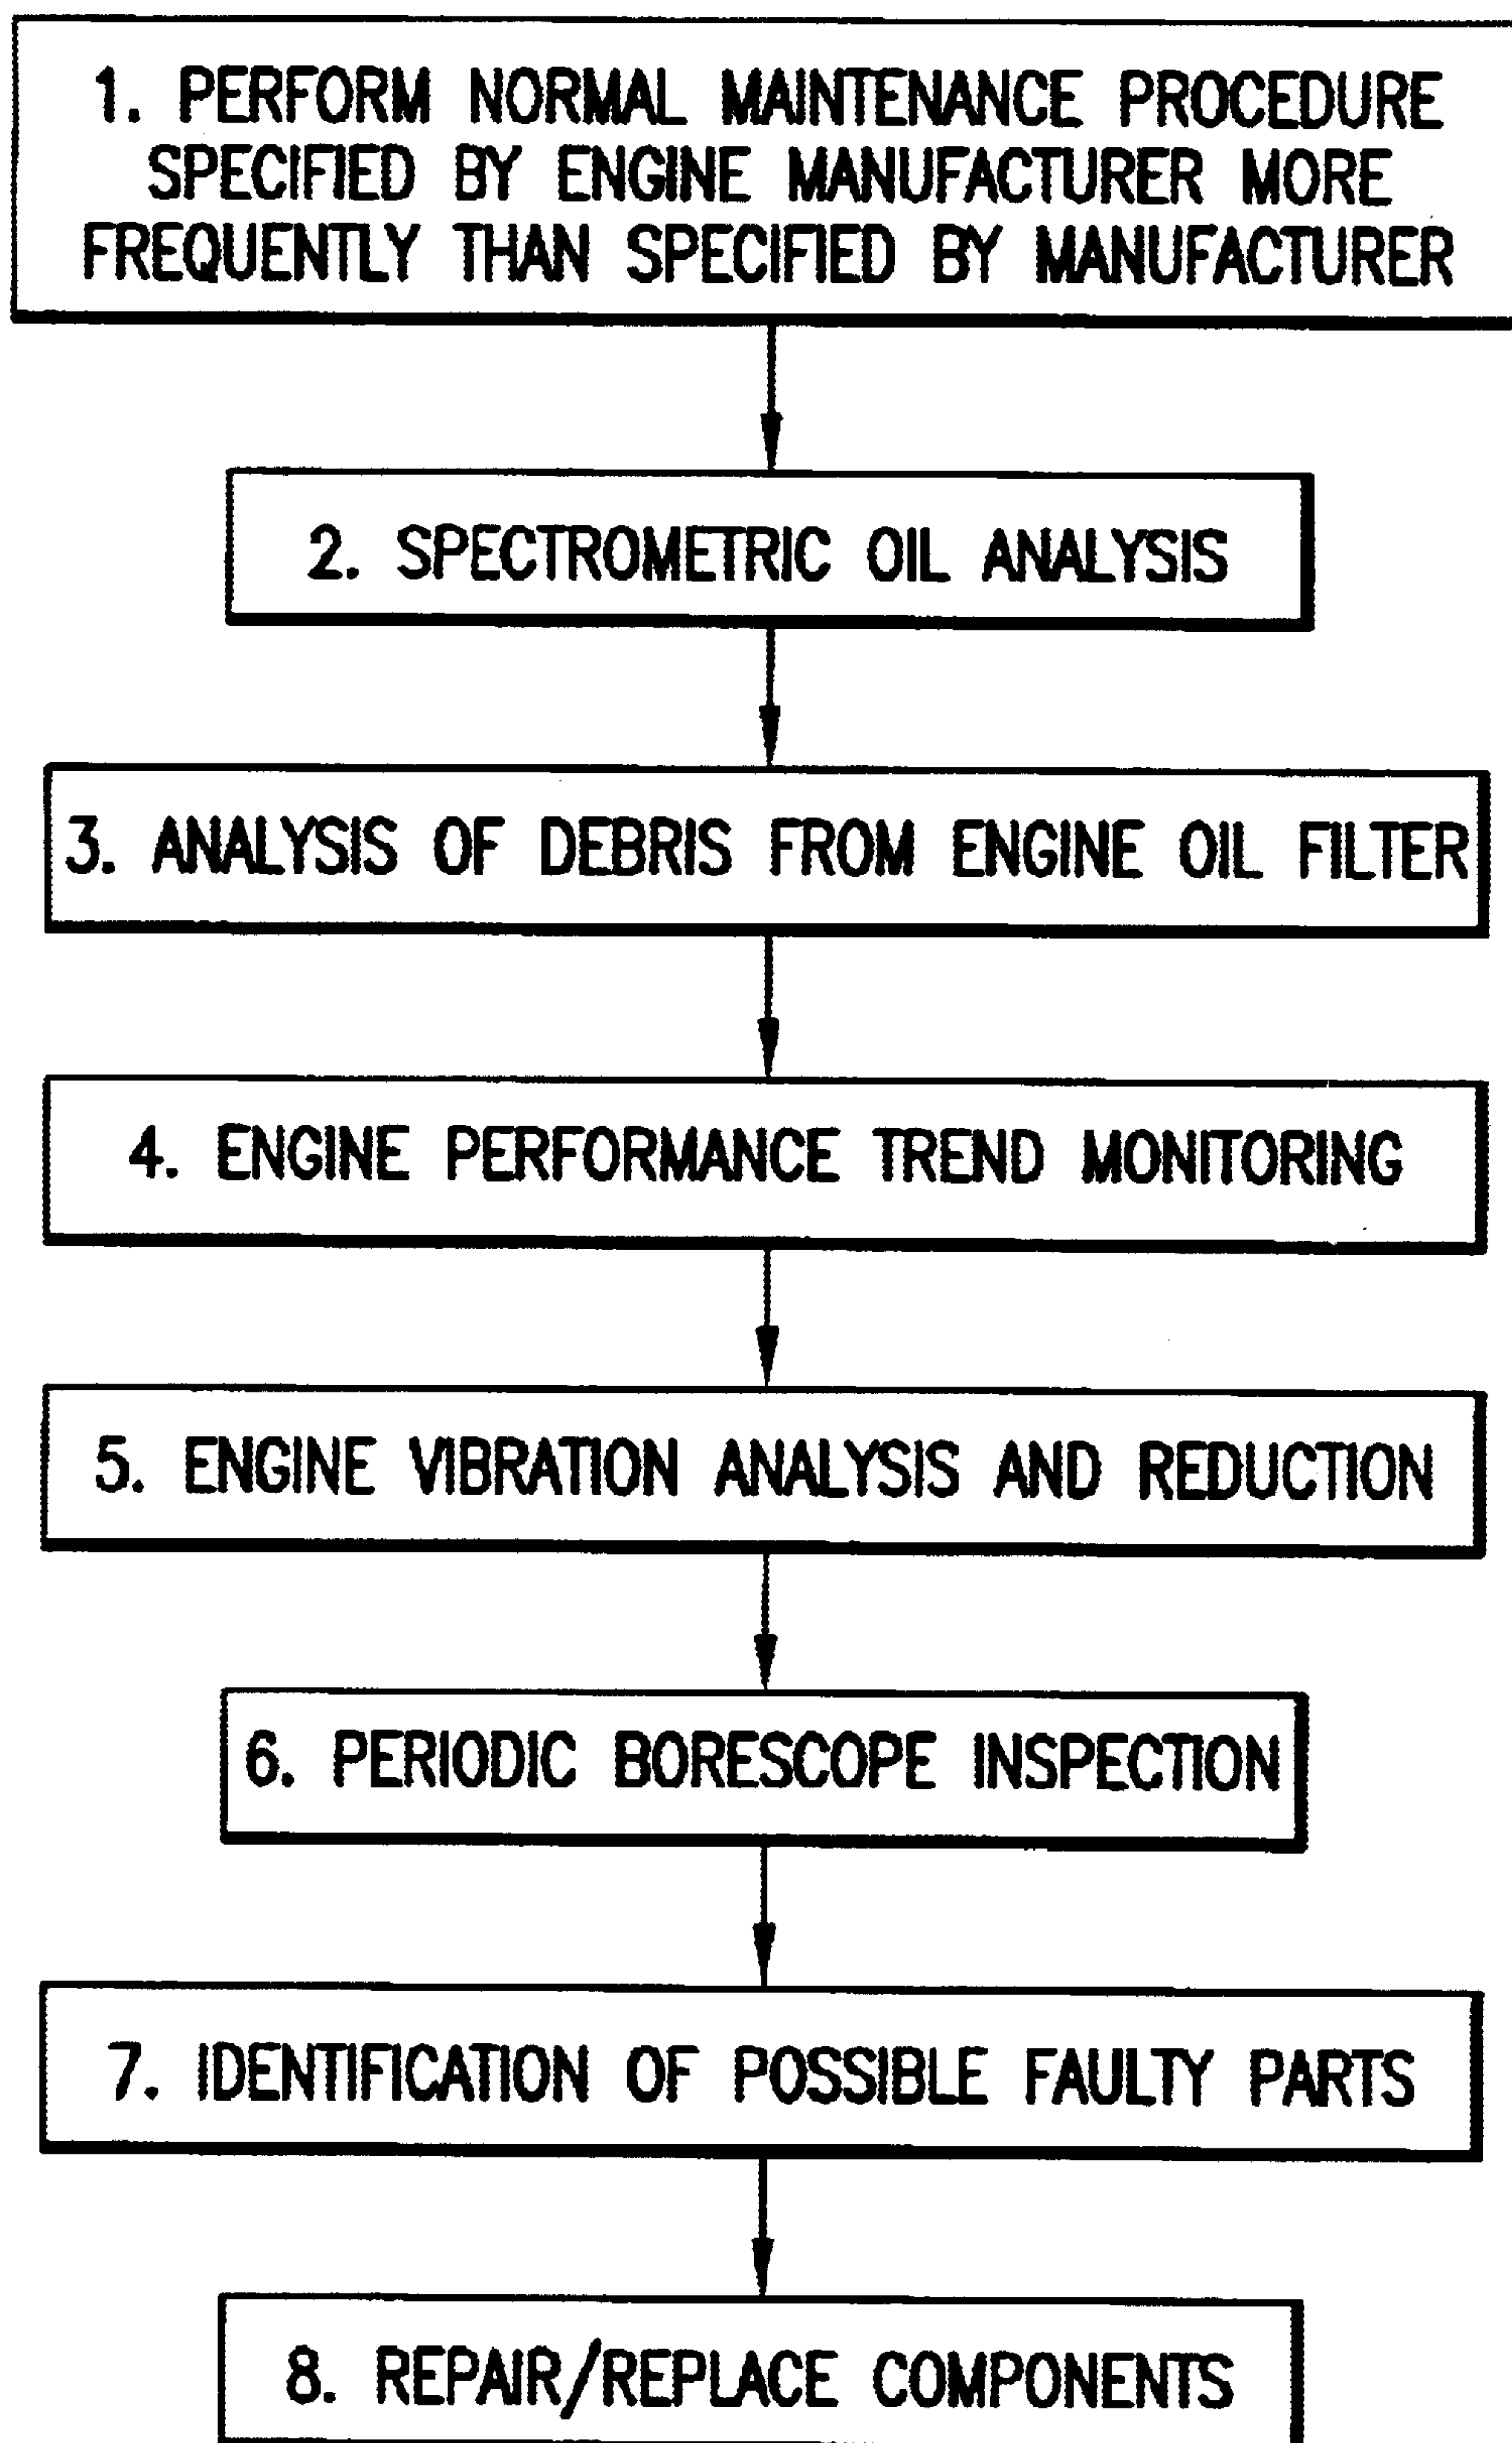 1. PERFORM NORMAL MAINTENANCE PROCEDURE
SPECIFIED BY ENGINE MANUFACTURER MORE
FREQUENTLY THAN SPECIFIED BY MANUFACTURER
2. SPECTROMETRIC OIL ANALYSIS
3. ANALYSIS OF DEBRIS FROM ENGINE OIL FILTER
4. ENGINE PERFORMANCE TREND MONITORING
5. ENGINE VIBRATION ANALYSIS AND REDUCTION
6. PERIODIC BORESCOPE INSPECTION
7. IDENTIFICATION OF POSSIBLE FAULTY PARTS
8. REPAIR/REPLACE COMPONENTS